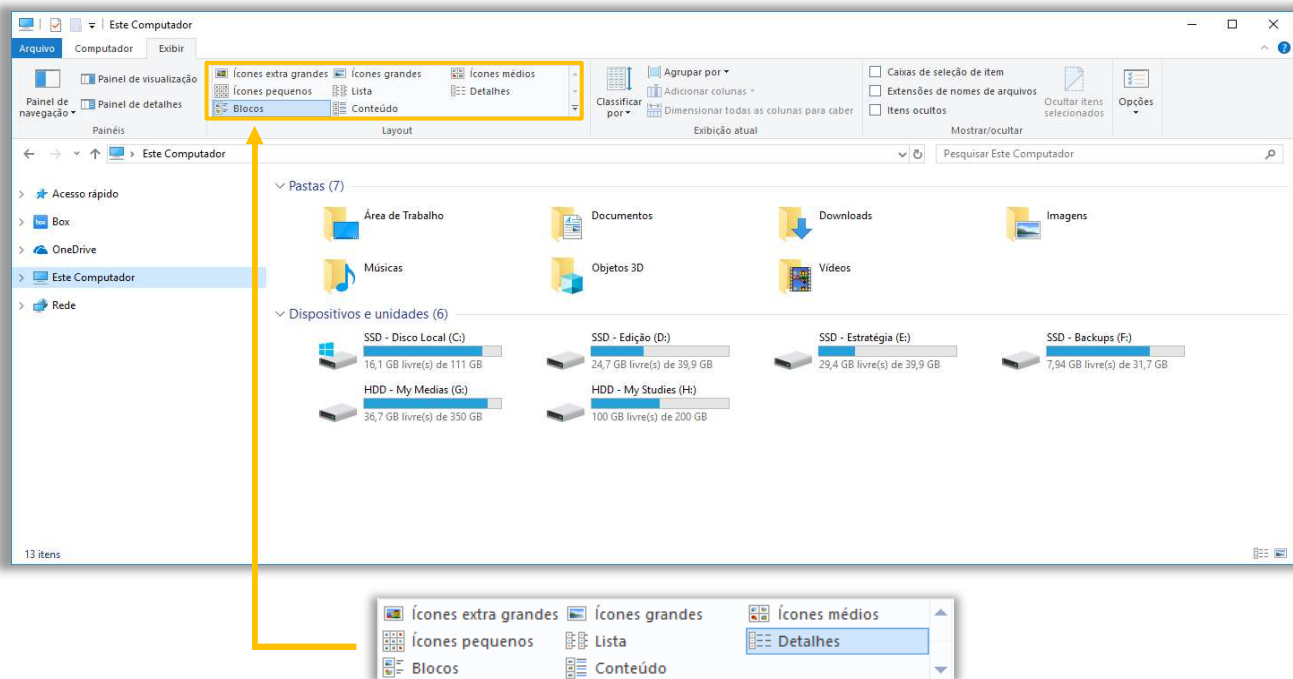 Este Computador
Arquivo Computador Exibir
Painel de navegação
Painel de visualização
Painel de detalhes
Painéis
Ícones extra grandes Ícones grandes Ícones médios
Ícones pequenos Lista Detalhes
Blocos Conteúdo
Layout
Classificar por
Agrupar por
Adicionar colunas
Dimensionar todas as colunas para caber
Exibição atual
Caixas de seleção de item
Extensões de nomes de arquivos
Itens ocultos
Ocultar itens selecionados
Mostrar/ocultar
Opções
Este Computador
Pesquisar Este Computador
Acesso rápido
box Box
OneDrive
Este Computador
Rede
Pastas (7)
Área de Trabalho Documentos Downloads Imagens
Músicas Objetos 3D Vídeos
Dispositivos e unidades (6)
SSD - Disco Local (C:) SSD - Edição (D:) SSD - Estratégia (E:) SSD - Backups (F:)
16,1 GB livre(s) de 111 GB 24,7 GB livre(s) de 39,9 GB 29,4 GB livre(s) de 39,9 GB 7,94 GB livre(s) de 31,7 GB
HDD - My Medias (G:) HDD - My Studies (H:)
36,7 GB livre(s) de 350 GB 100 GB livre(s) de 200 GB
13 itens
Ícones extra grandes Ícones grandes Ícones médios
Ícones pequenos Lista Detalhes
Blocos Conteúdo